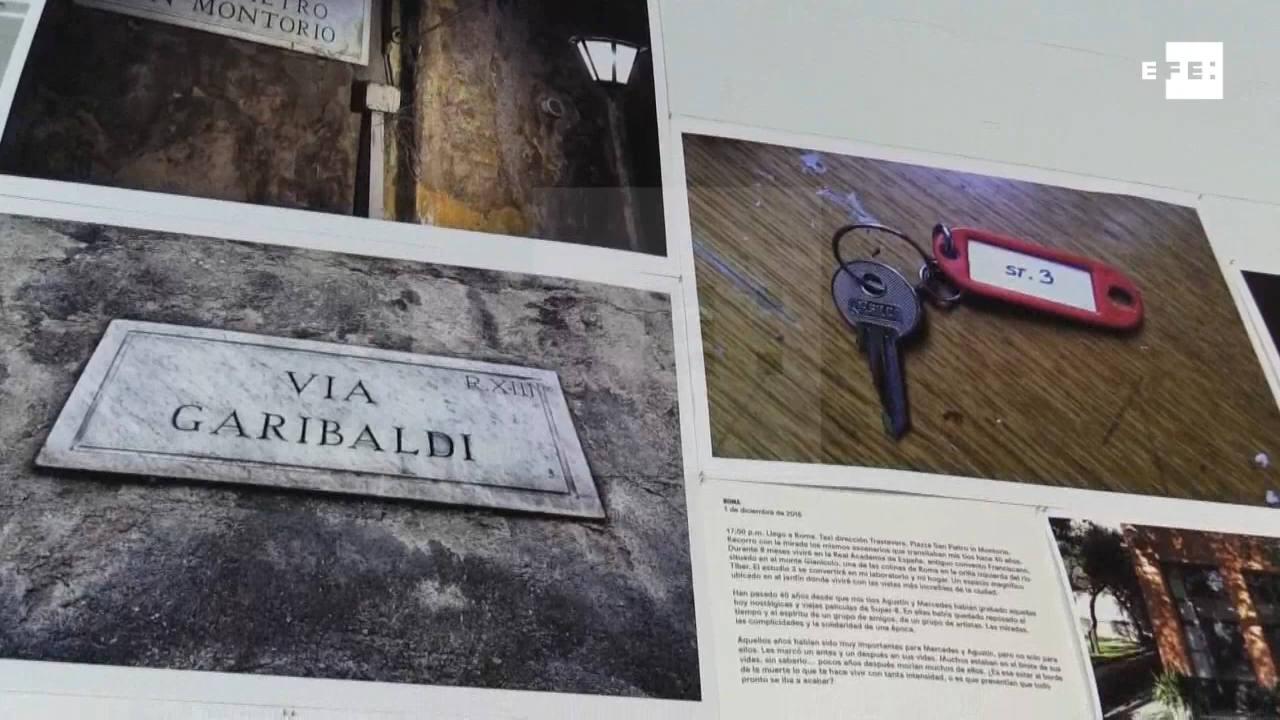 MONTORIO
EFE:
VIA
GARIBALDI
R.XIII
ST. 3
ROMA
1 de diciembre de 2015
17:00 p.m. Llego a Roma. Taxi dirección Trastevere, Piazza San Pietro in Montorio.
Recorro con la mirada los mismos escenarios que transitaban mis tíos hace 40 años.
Durante 9 meses viviré en la Real Academia de España, antiguo convento Franciscano,
situado en el monte Gianicolo, una de las colinas de Roma en la orilla izquierda del río
Tíber. El estudio 3 se convertirá en mi laboratorio y mi hogar. Un espacio magnífico
ubicado en el jardín donde viviré con las vistas más increíbles de la ciudad.
Han pasado 40 años desde que mis tíos Agustín y Mercedes habían grabado aquellas
hoy nostálgicas y viejas películas de Super-8. En ellas había quedado reposado el
tiempo y el espíritu de un grupo de amigos, de un grupo de artistas. Las miradas,
las complicidades y la solidaridad de una época.
Aquellos años habían sido muy importantes para Mercedes y Agustín, pero no solo para
ellos. Les marcó un antes y un después en sus vidas. Muchos estaban en el límite de sus
vidas, sin saberlo... pocos años después morían muchos de ellos. ¿Es ese estar al borde
de la muerte lo que te hace vivir con tanta intensidad, o es que presentían que todo
pronto se iba a acabar?